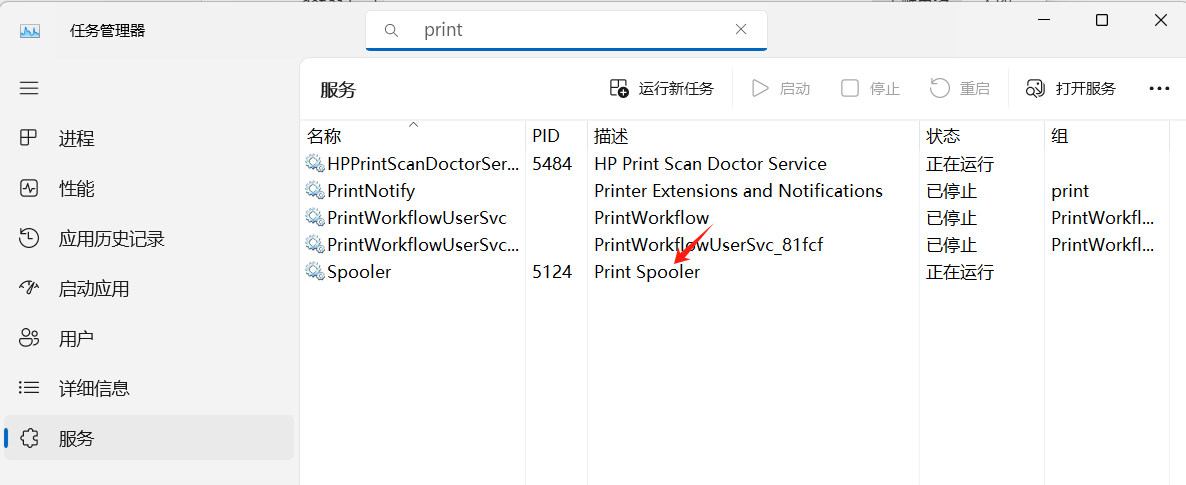 任务管理器
print
服务
运行新任务
启动
停止
重启
打开服务
进程
性能
应用历史记录
启动应用
用户
详细信息
服务
名称 PID 描述 状态 组
HPPrintScanDoctorSer... 5484 HP Print Scan Doctor Service 正在运行
PrintNotify Printer Extensions and Notifications 已停止 print
PrintWorkflowUserSvc PrintWorkflow 已停止 PrintWorkfl...
PrintWorkflowUserSvc... PrintWorkflowUserSvc_81fcf 已停止 PrintWorkfl...
Spooler 5124 Print Spooler 正在运行